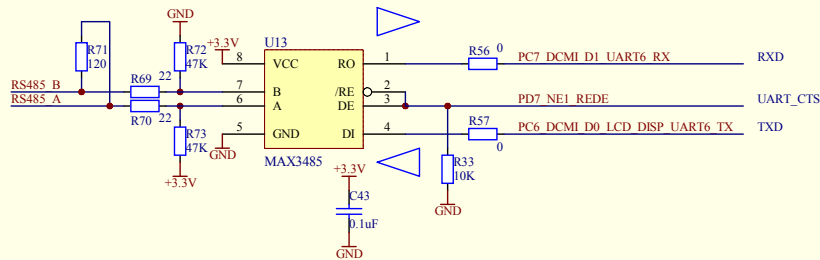 GND
+3.3V
U13
R71
120
R72
47K
8
VCC
RO
1
R56
0
PC7_DCMI_D1_UART6_RX
RXD
RS485_B
R69
22
7
B
/RE
2
RS485_A
6
A
DE
3
PD7_NE1_REDE
UART_CTS
R70
22
5
GND
DI
4
R57
0
PC6_DCMI_D0_LCD_DISP_UART6_TX
TXD
R73
47K
GND
MAX3485
+3.3V
+3.3V
R33
10K
C43
0.1uF
GND
GND